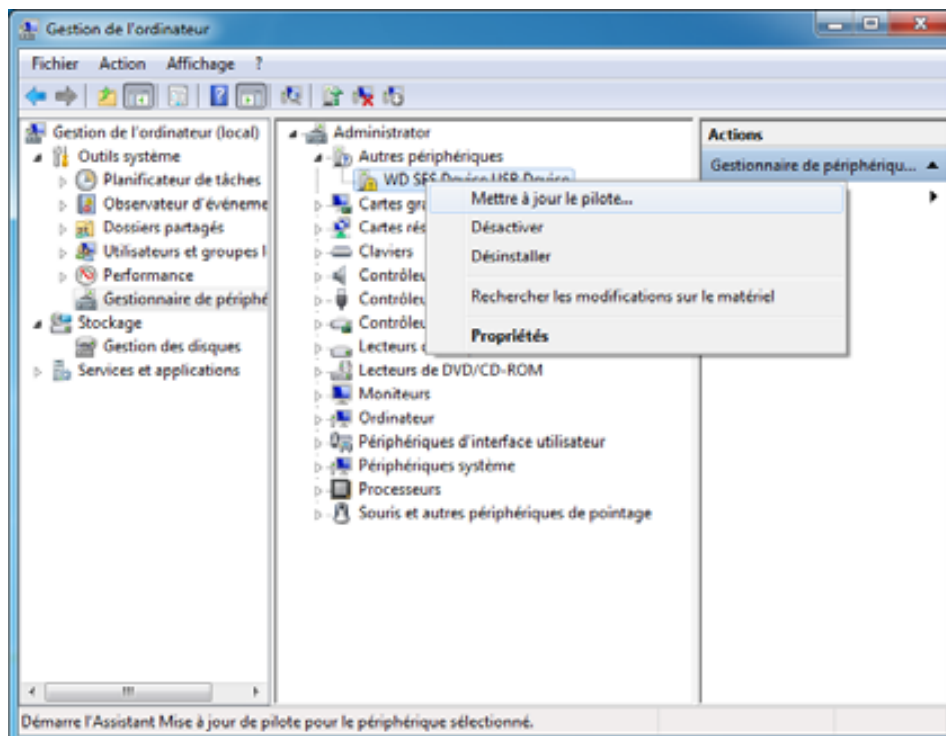 Gestion de l'ordinateur
Fichier Action Affichage ?
Gestion de l'ordinateur (local)
Outils système
Planificateur de tâches
Observateur d'événeme
Dossiers partagés
Utilisateurs et groupes l
Performance
Gestionnaire de périphé
Stockage
Gestion des disques
Services et applications
Administrator
Autres périphériques
WD SES Device USB Device
Cartes gra
Cartes rés
Claviers
Contrôleu
Contrôleu
Contrôleu
Lecteurs
Lecteurs de DVD/CD-ROM
Moniteurs
Ordinateur
Périphériques d'interface utilisateur
Périphériques système
Processeurs
Souris et autres périphériques de pointage
Mettre à jour le pilote...
Désactiver
Désinstaller
Rechercher les modifications sur le matériel
Propriétés
Actions
Gestionnaire de périphériqu...
Démarre l'Assistant Mise à jour de pilote pour le périphérique sélectionné.